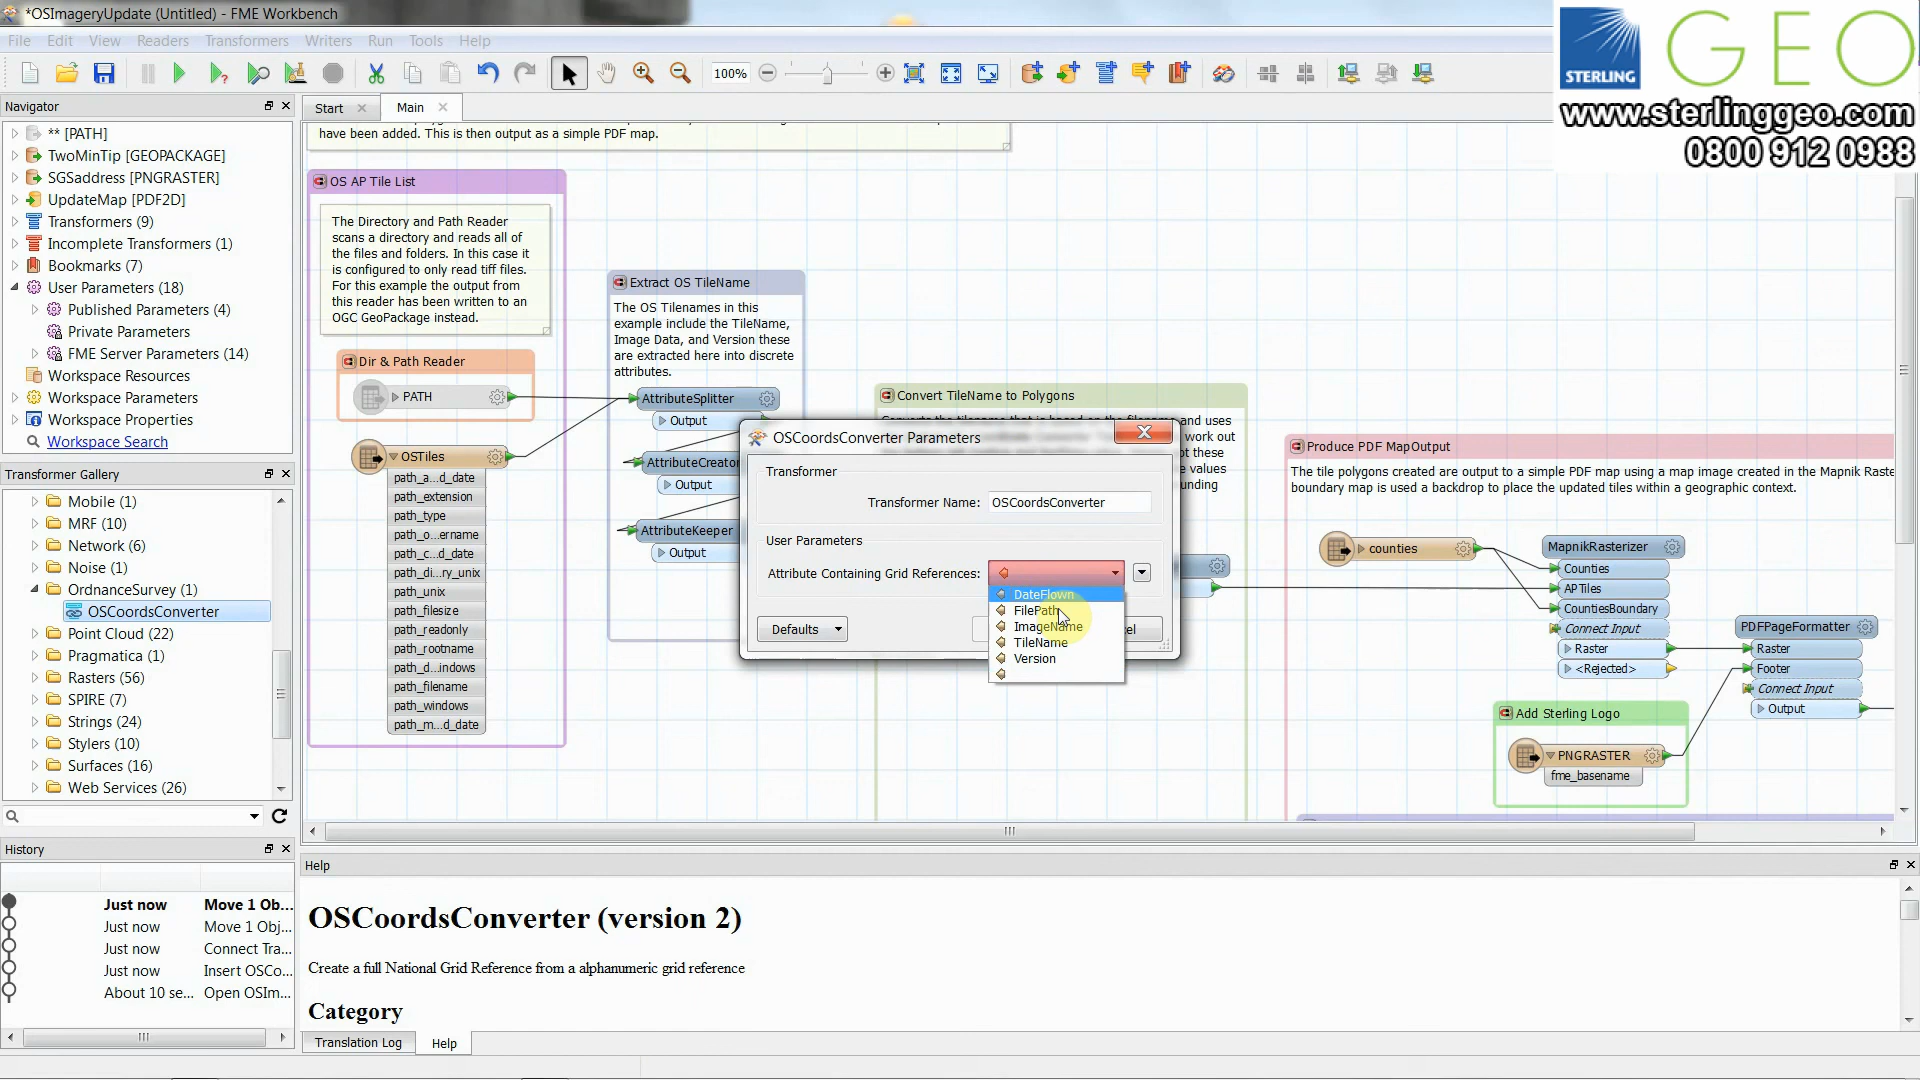 *OSImageryUpdate (Untitled) - FME Workbench
File Edit View Readers Transformers Writers Run Tools Help
100%
STERLING GEO
www.sterlinggeo.com
0800 912 0988
Navigator
** [PATH]
TwoMinTip [GEOPACKAGE]
SGSaddress [PNGRASTER]
UpdateMap [PDF2D]
Transformers (9)
Incomplete Transformers (1)
Bookmarks (7)
User Parameters (18)
Published Parameters (4)
Private Parameters
FME Server Parameters (14)
Workspace Resources
Workspace Parameters
Workspace Properties
Workspace Search
Transformer Gallery
Mobile (1)
MRF (10)
Network (6)
Noise (1)
OrdnanceSurvey (1)
OSCoordsConverter
Point Cloud (22)
Pragmatica (1)
Rasters (56)
SPIRE (7)
Strings (24)
Stylers (10)
Surfaces (16)
Web Services (26)
History
Just now Move 1 Ob...
Just now Move 1 Obj...
Just now Connect Tra...
Just now Insert OSCo...
About 10 se... Open OSIm...
Start Main
have been added. This is then output as a simple PDF map.
OS AP Tile List
The Directory and Path Reader
scans a directory and reads all of
the files and folders. In this case it
is configured to only read tiff files.
For this example the output from
this reader has been written to an
OGC GeoPackage instead.
Dir & Path Reader
PATH
OSTiles
path_a...d_date
path_extension
path_type
path_o...ername
path_c...d_date
path_di...ry_unix
path_unix
path_filesize
path_readonly
path_rootname
path_d...indows
path_filename
path_windows
path_m...d_date
Extract OS TileName
The OS Tilenames in this
example include the TileName,
Image Data, and Version these
are extracted here into discrete
attributes.
AttributeSplitter
Output
AttributeCreator
Output
AttributeKeeper
Output
Convert TileName to Polygons
and uses
work out
these
values
unding
OSCoordsConverter Parameters
Transformer
Transformer Name: OSCoordsConverter
User Parameters
Attribute Containing Grid References:
DateFlown
FilePath
ImageName
TileName
Version
Defaults
Produce PDF MapOutput
The tile polygons created are output to a simple PDF map using a map image created in the Mapnik Raste
boundary map is used a backdrop to place the updated tiles within a geographic context.
counties
MapnikRasterizer
Counties
APTiles
CountiesBoundary
Connect Input
Raster
<Rejected>
PDFPageFormatter
Raster
Footer
Connect Input
Output
Add Sterling Logo
PNGRASTER
fme_basename
Help
OSCoordsConverter (version 2)
Create a full National Grid Reference from a alphanumeric grid reference
Category
Translation Log Help